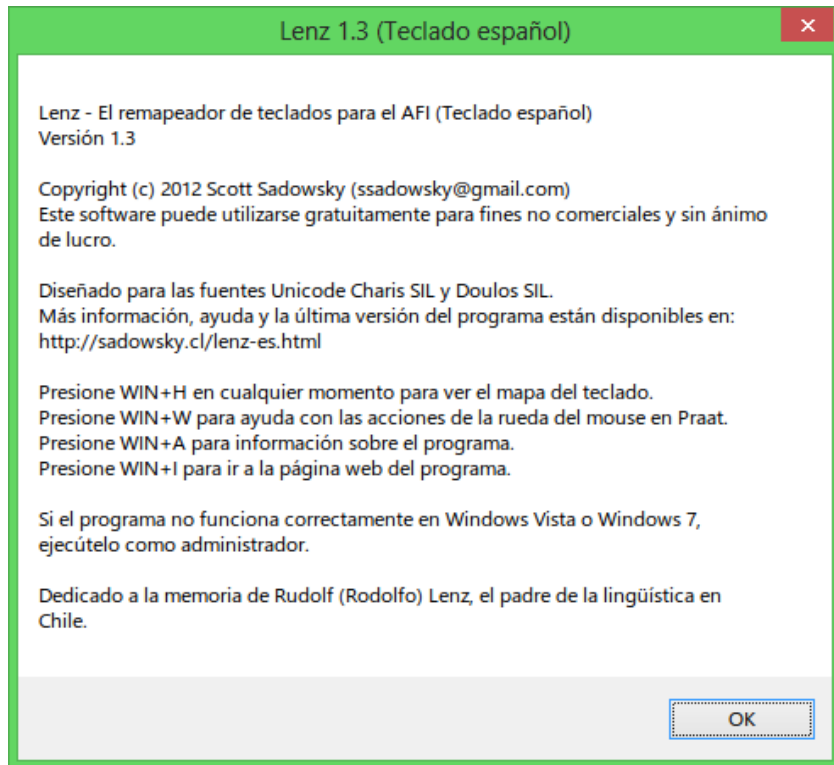 Lenz 1.3 (Teclado español)
Lenz - El remapeador de teclados para el AFI (Teclado español)
Versión 1.3
Copyright (c) 2012 Scott Sadowsky (ssadowsky@gmail.com)
Este software puede utilizarse gratuitamente para fines no comerciales y sin ánimo
de lucro.
Diseñado para las fuentes Unicode Charis SIL y Doulos SIL.
Más información, ayuda y la última versión del programa están disponibles en:
http://sadowsky.cl/lenz-es.html
Presione WIN+H en cualquier momento para ver el mapa del teclado.
Presione WIN+W para ayuda con las acciones de la rueda del mouse en Praat.
Presione WIN+A para información sobre el programa.
Presione WIN+I para ir a la página web del programa.
Si el programa no funciona correctamente en Windows Vista o Windows 7,
ejecútelo como administrador.
Dedicado a la memoria de Rudolf (Rodolfo) Lenz, el padre de la lingüística en
Chile.
OK